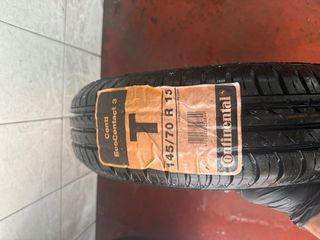 Conti
EcoContact 3
T
145/70 R 13
Continental